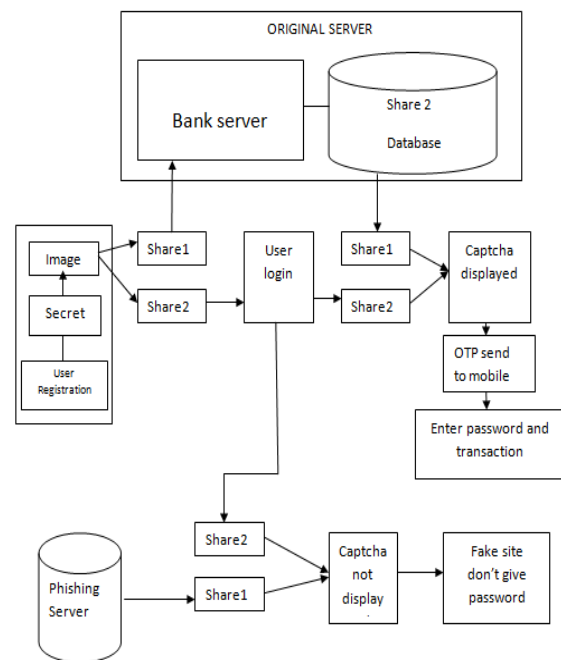 ORIGINAL SERVER
Bank server
Share 2
Database
Image
Secret
User
Registration
Share1
Share2
User
login
Share1
Share2
Captcha
displayed
OTP send
to mobile
Enter password and
transaction
Phishing
Server
Share2
Share1
Captcha
not
display
Fake site
don't give
password